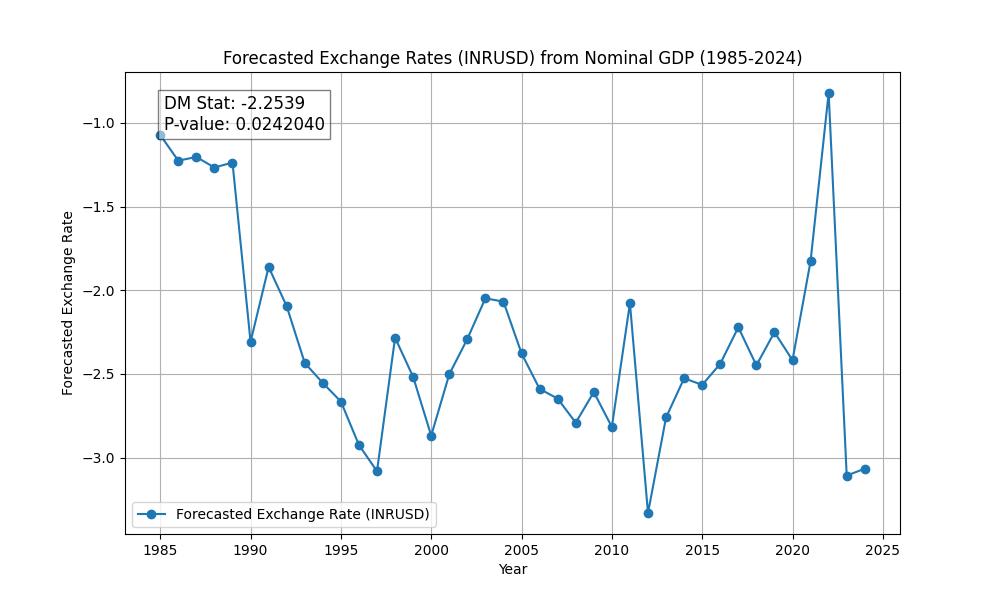 Forecasted Exchange Rates (INRUSD) from Nominal GDP (1985-2024)
DM Stat: -2.2539
P-value: 0.0242040
−1.0
−1.5
−2.0
−2.5
−3.0
Forecasted Exchange Rate
Forecasted Exchange Rate (INRUSD)
1985 1990 1995 2000 2005 2010 2015 2020 2025
Year